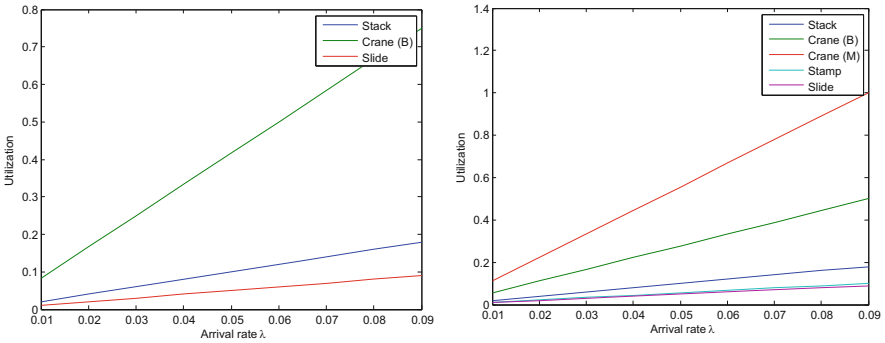 0.8
0.7
0.6
0.5
0.4
0.3
0.2
0.1
0
Utilization
Stack
Crane (B)
Slide
0.01 0.02 0.03 0.04 0.05 0.06 0.07 0.08 0.09
Arrival rate λ
1.4
1.2
1
0.8
0.6
0.4
0.2
0
Utilization
Stack
Crane (B)
Crane (M)
Stamp
Slide
0.01 0.02 0.03 0.04 0.05 0.06 0.07 0.08 0.09
Arrival rate λ